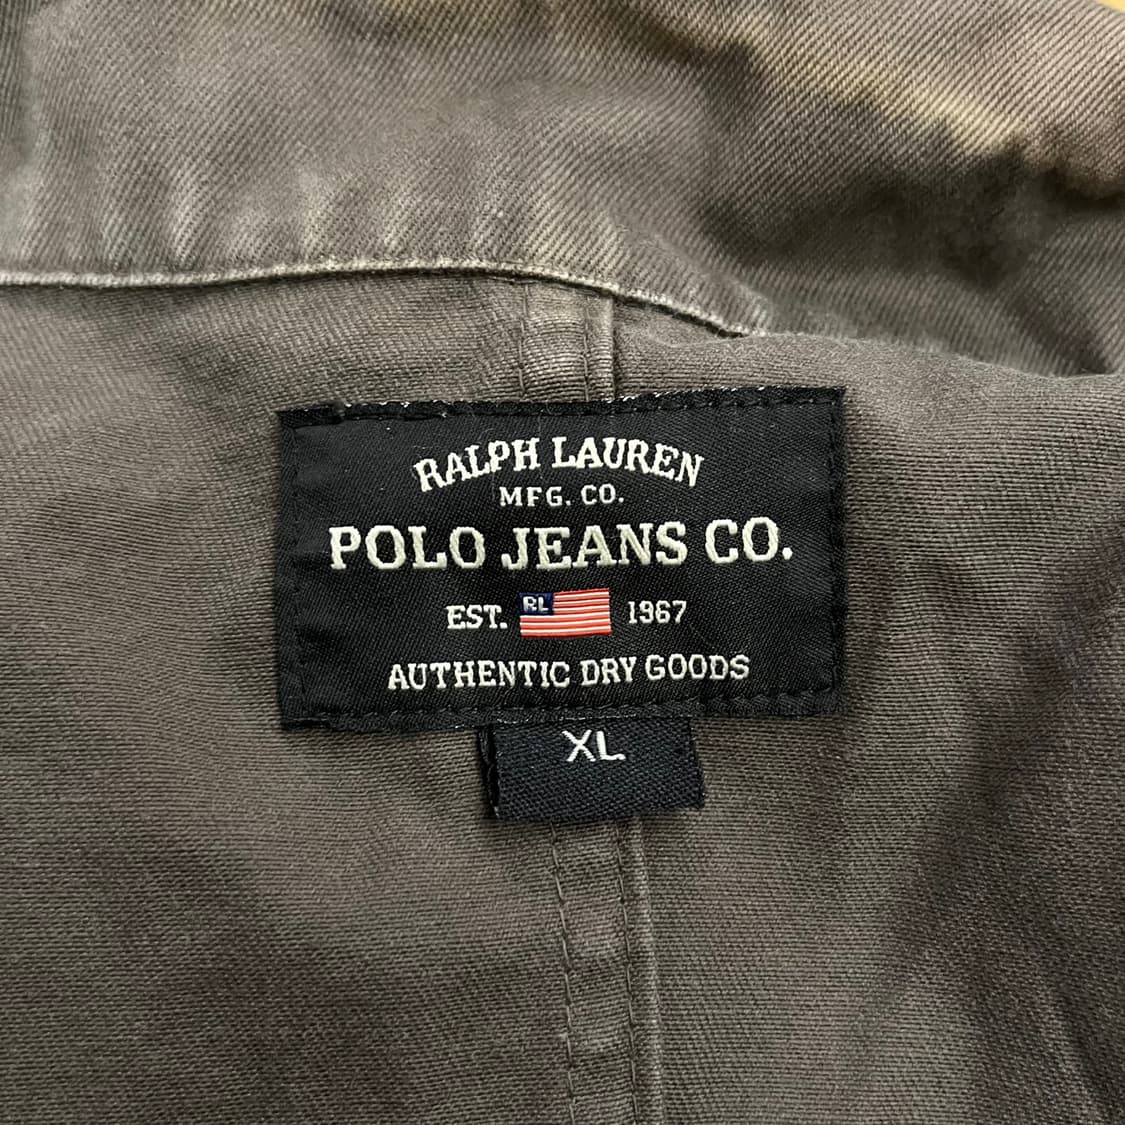 RALPH LAUREN
MFG. CO.
POLO JEANS CO.
EST. RL 1967
AUTHENTIC DRY GOODS
XL